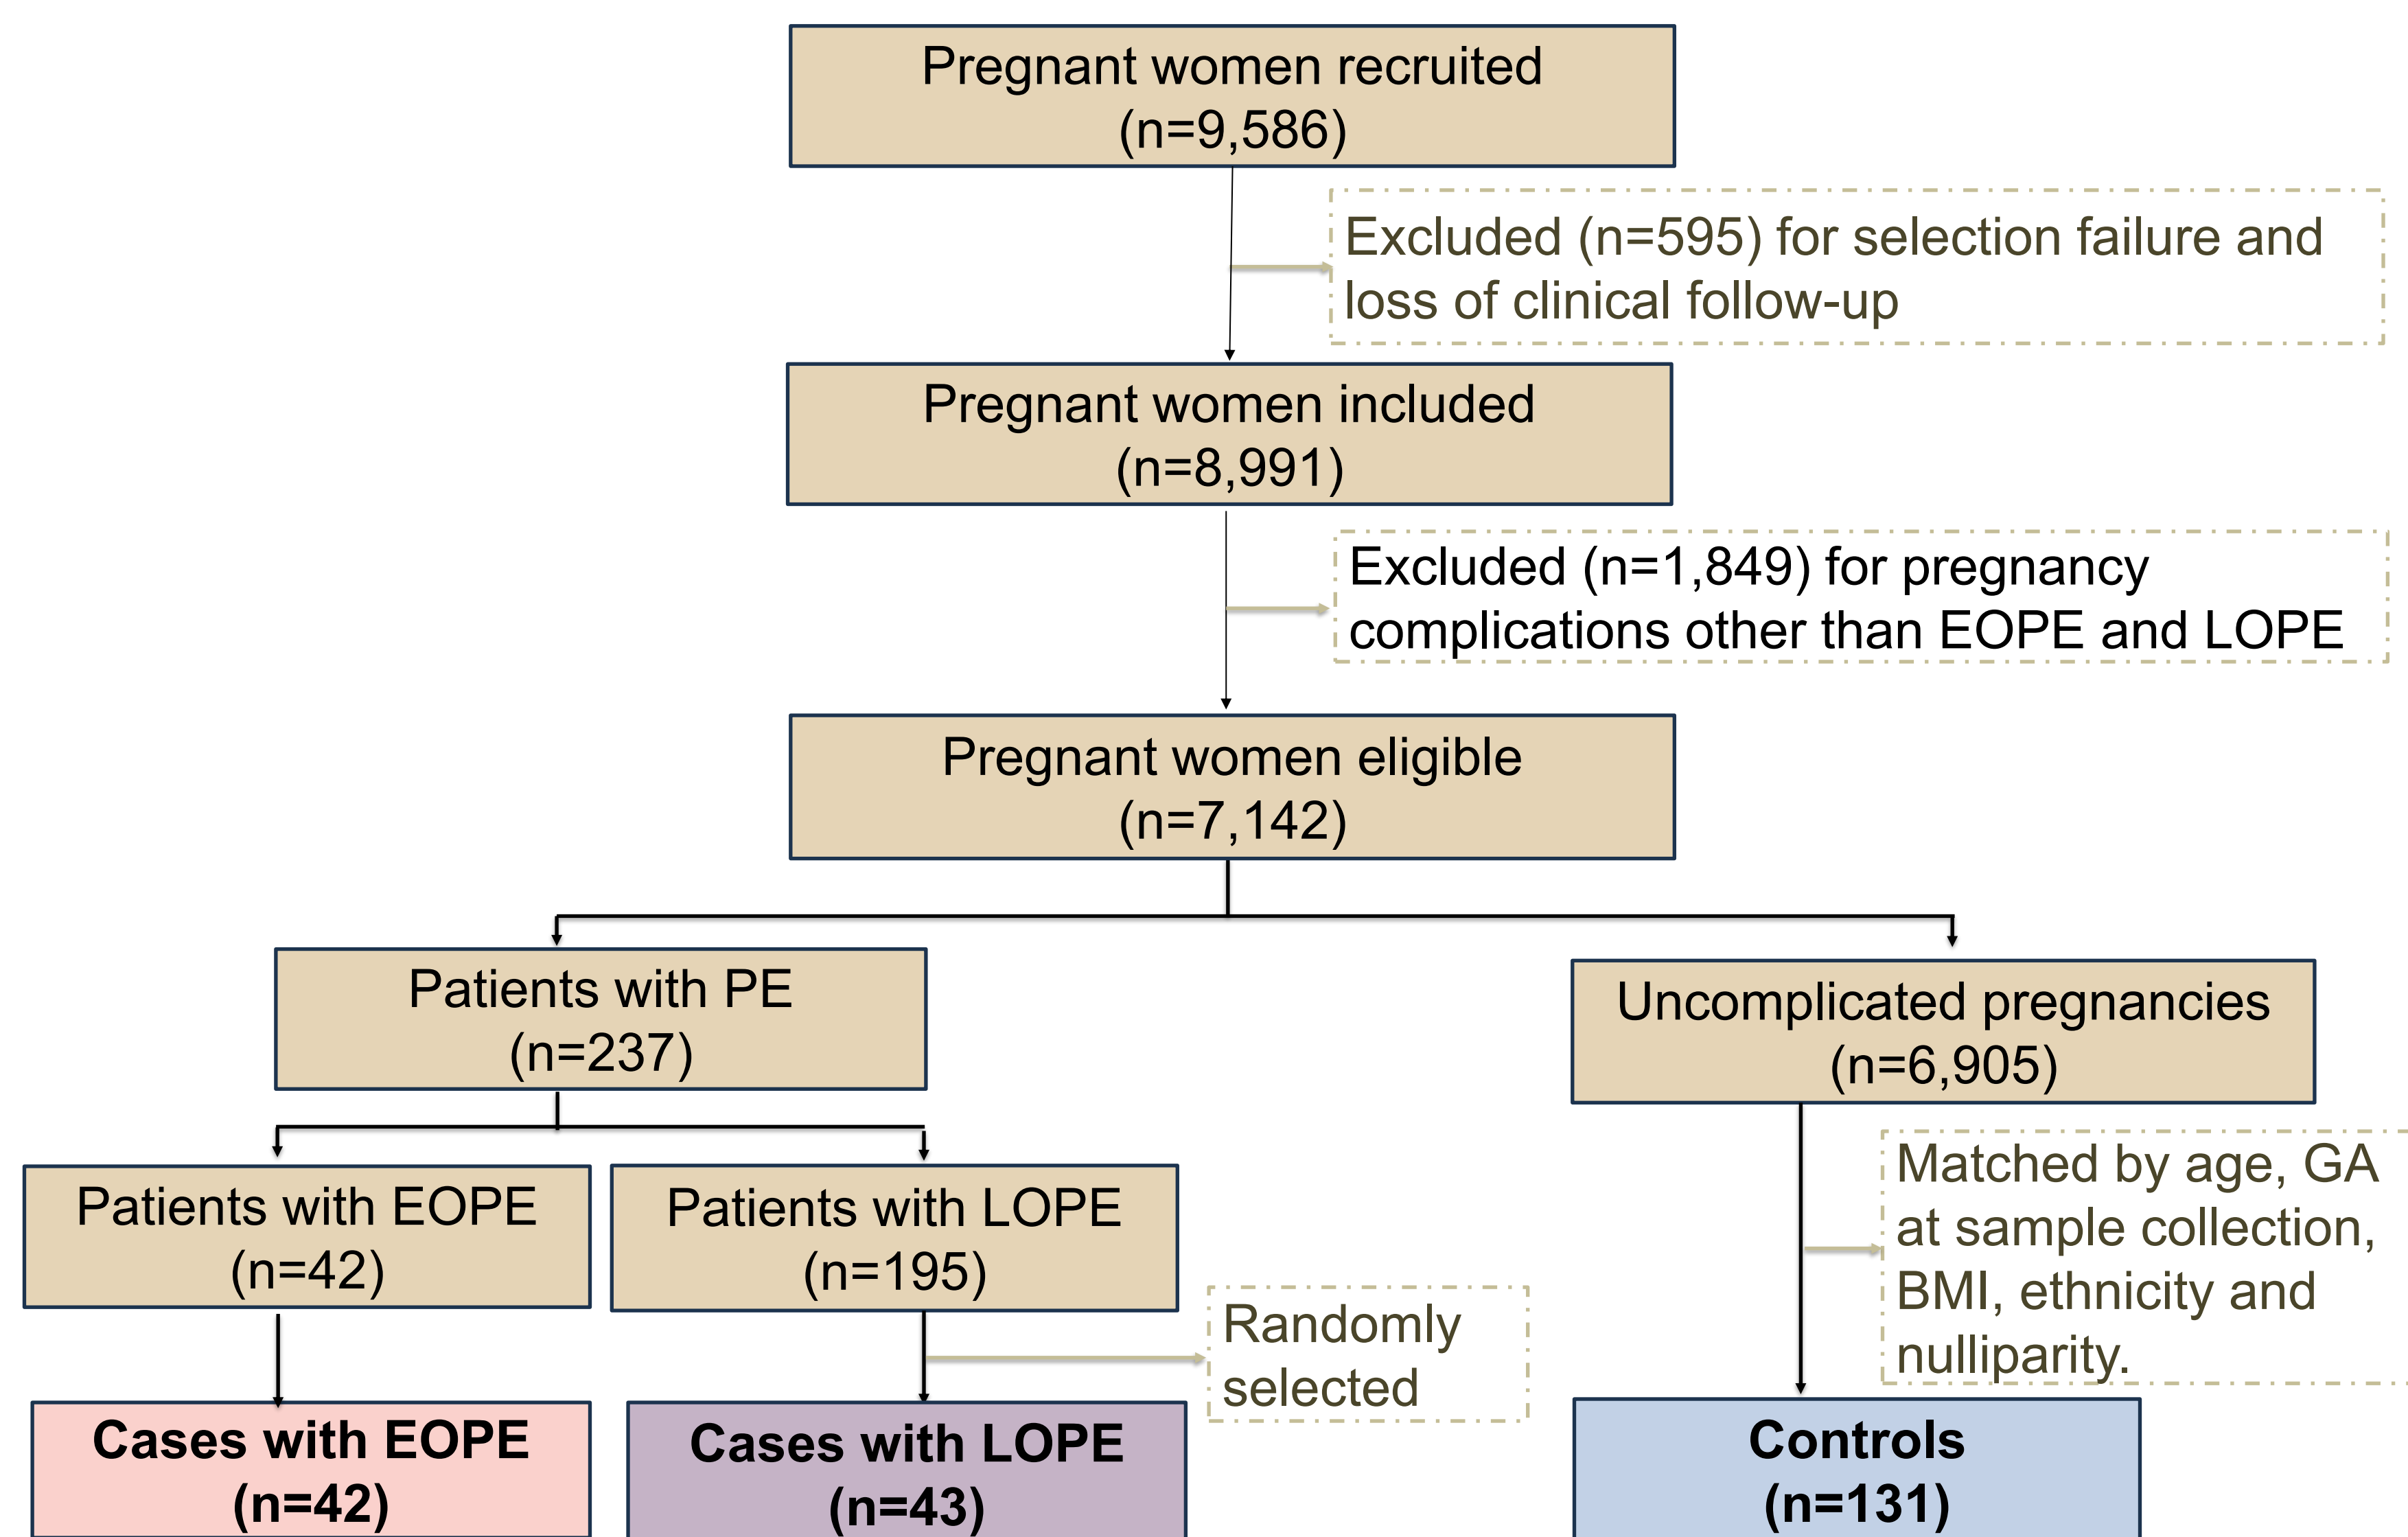 Pregnant women recruited
(n=9,586)
Excluded (n=595) for selection failure and
loss of clinical follow-up
Pregnant women included
(n=8,991)
Excluded (n=1,849) for pregnancy
complications other than EOPE and LOPE
Pregnant women eligible
(n=7,142)
Patients with PE
(n=237)
Uncomplicated pregnancies
(n=6,905)
Patients with EOPE
(n=42)
Patients with LOPE
(n=195)
Matched by age, GA
at sample collection,
BMI, ethnicity and
nulliparity.
Randomly
selected
Cases with EOPE
(n=42)
Cases with LOPE
(n=43)
Controls
(n=131)